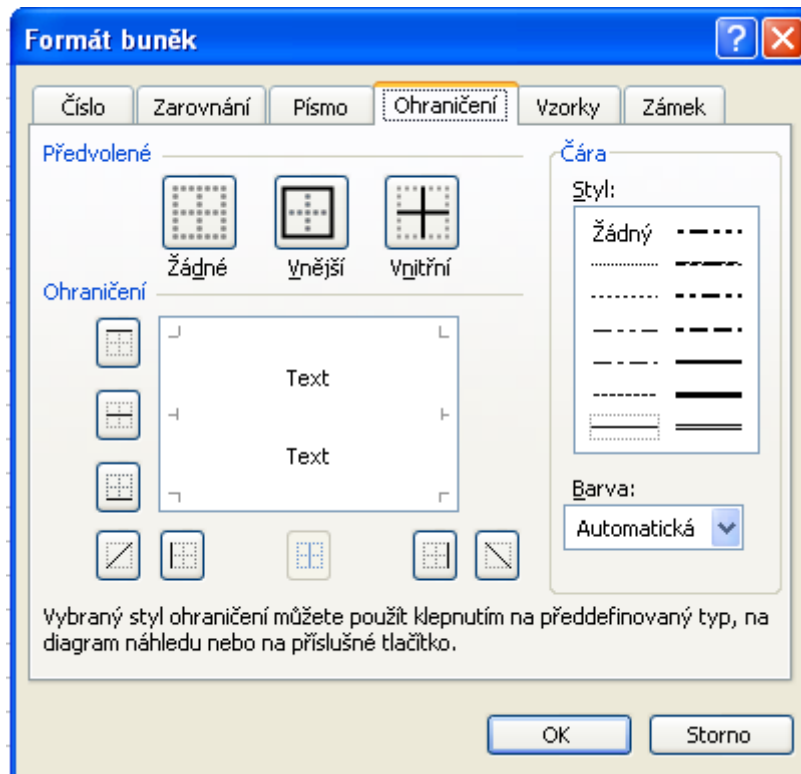 Formát buněk
Číslo Zarovnání Písmo Ohraničení Vzorky Zámek
Předvolené
Žádné Vnější Vnitřní
Ohraničení
Text
Text
Čára
Styl:
Žádný
Barva:
Automatická
Vybraný styl ohraničení můžete použít klepnutím na předdefinovaný typ, na
diagram náhledu nebo na příslušné tlačítko.
OK Storno